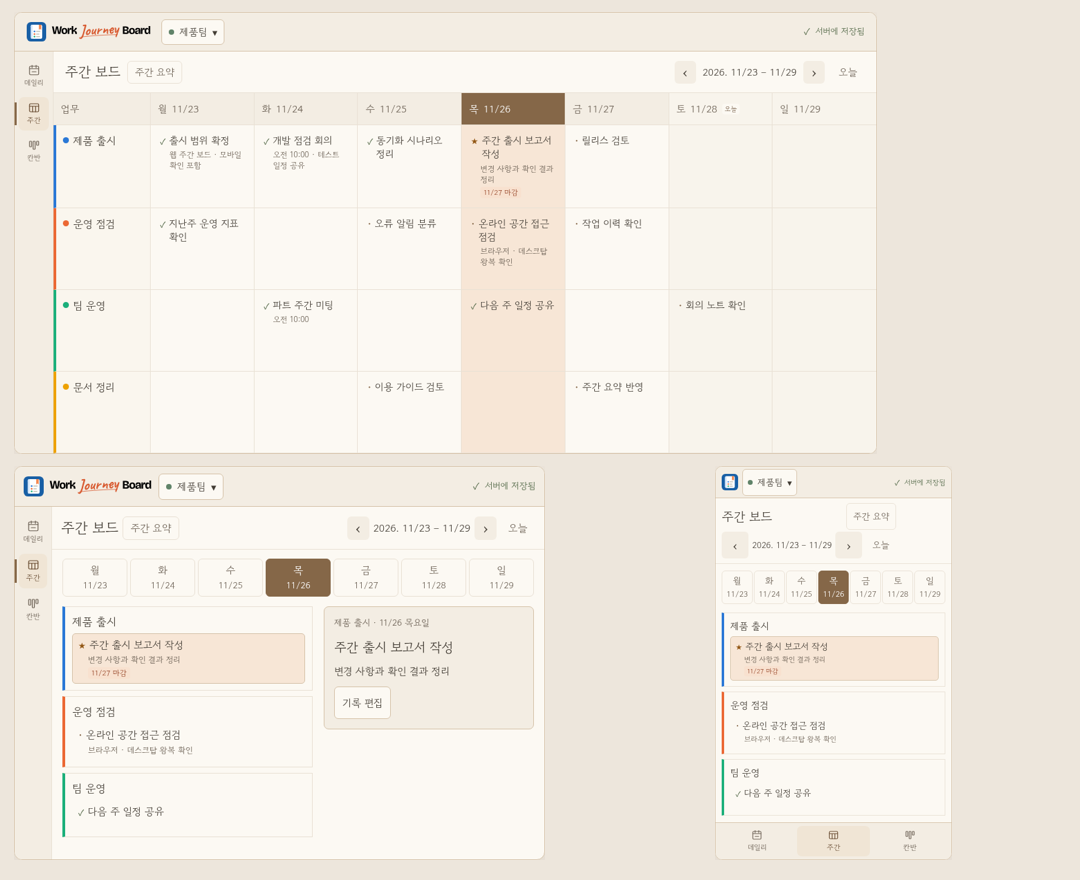 Work Journey Board 제품팀 ▾ ✓ 서버에 저장됨
데일리
주간
칸반
주간 보드 주간 요약 ‹ 2026. 11/23 – 11/29 › 오늘
업무 월 11/23 화 11/24 수 11/25 목 11/26 금 11/27 토 11/28 오늘 일 11/29
제품 출시
✓ 출시 범위 확정
웹 주간 보드 · 모바일
확인 포함
✓ 개발 점검 회의
오전 10:00 · 테스트
일정 공유
✓ 동기화 시나리오
정리
★ 주간 출시 보고서
작성
변경 사항과 확인 결과
정리
11/27 마감
· 릴리스 검토
운영 점검
✓ 지난주 운영 지표
확인
· 오류 알림 분류
· 온라인 공간 접근
점검
브라우저 · 데스크탑
왕복 확인
· 작업 이력 확인
팀 운영
✓ 파트 주간 미팅
오전 10:00
✓ 다음 주 일정 공유
· 회의 노트 확인
문서 정리
· 이용 가이드 검토
· 주간 요약 반영
Work Journey Board 제품팀 ▾ ✓ 서버에 저장됨
데일리
주간
칸반
주간 보드 주간 요약 ‹ 2026. 11/23 – 11/29 › 오늘
월 화 수 목 금 토 일
11/23 11/24 11/25 11/26 11/27 11/28 11/29
제품 출시
★ 주간 출시 보고서 작성
변경 사항과 확인 결과 정리
11/27 마감
운영 점검
· 온라인 공간 접근 점검
브라우저 · 데스크탑 왕복 확인
팀 운영
✓ 다음 주 일정 공유
제품 출시 · 11/26 목요일
주간 출시 보고서 작성
변경 사항과 확인 결과 정리
기록 편집
제품팀 ▾ ✓ 서버에 저장됨
주간 보드 주간 요약
‹ 2026. 11/23 – 11/29 › 오늘
월 화 수 목 금 토 일
11/23 11/24 11/25 11/26 11/27 11/28 11/29
제품 출시
★ 주간 출시 보고서 작성
변경 사항과 확인 결과 정리
11/27 마감
운영 점검
· 온라인 공간 접근 점검
브라우저 · 데스크탑 왕복 확인
팀 운영
✓ 다음 주 일정 공유
데일리 주간 칸반